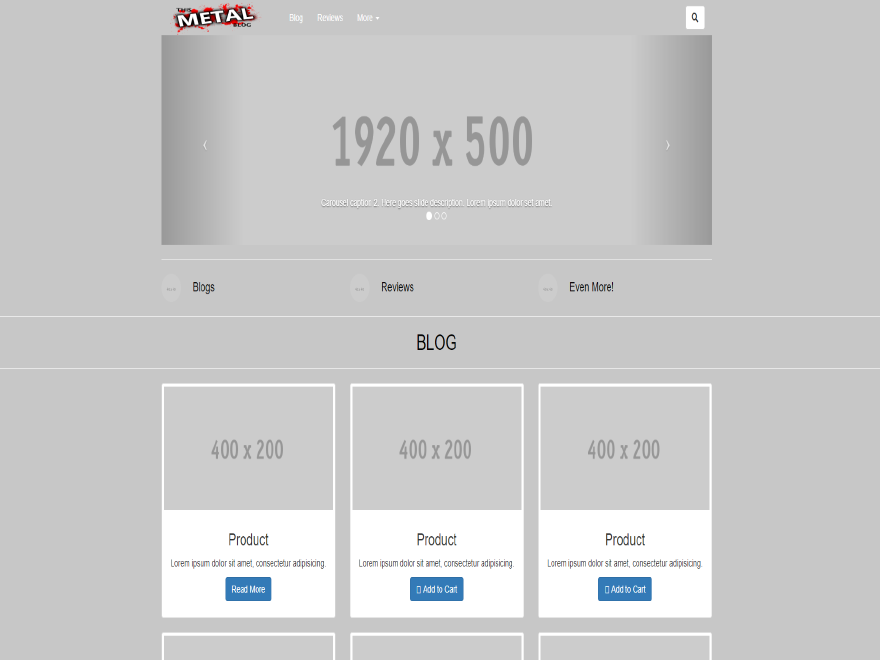 THE
METAL
BLOG
Blog Reviews More
1920 x 500
Carousel caption 2. Here goes slide description. Lorem ipsum dolor set amet.
Blogs Reviews Even More!
BLOG
400 x 200 400 x 200 400 x 200
Product Product Product
Lorem ipsum dolor sit amet, consectetur adipisicing. Lorem ipsum dolor sit amet, consectetur adipisicing. Lorem ipsum dolor sit amet, consectetur adipisicing.
Read More Add to Cart Add to Cart